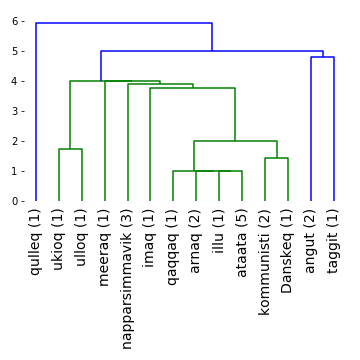 6
5
4
3
2
1
0
qulleq (1)
ukioq (1)
ulloq (1)
meeraq (1)
napparsimmavik (3)
imaq (1)
qaqqaq (1)
arnaq (2)
illu (1)
ataata (5)
kommunisti (2)
Danskeq (1)
angut (2)
taggit (1)